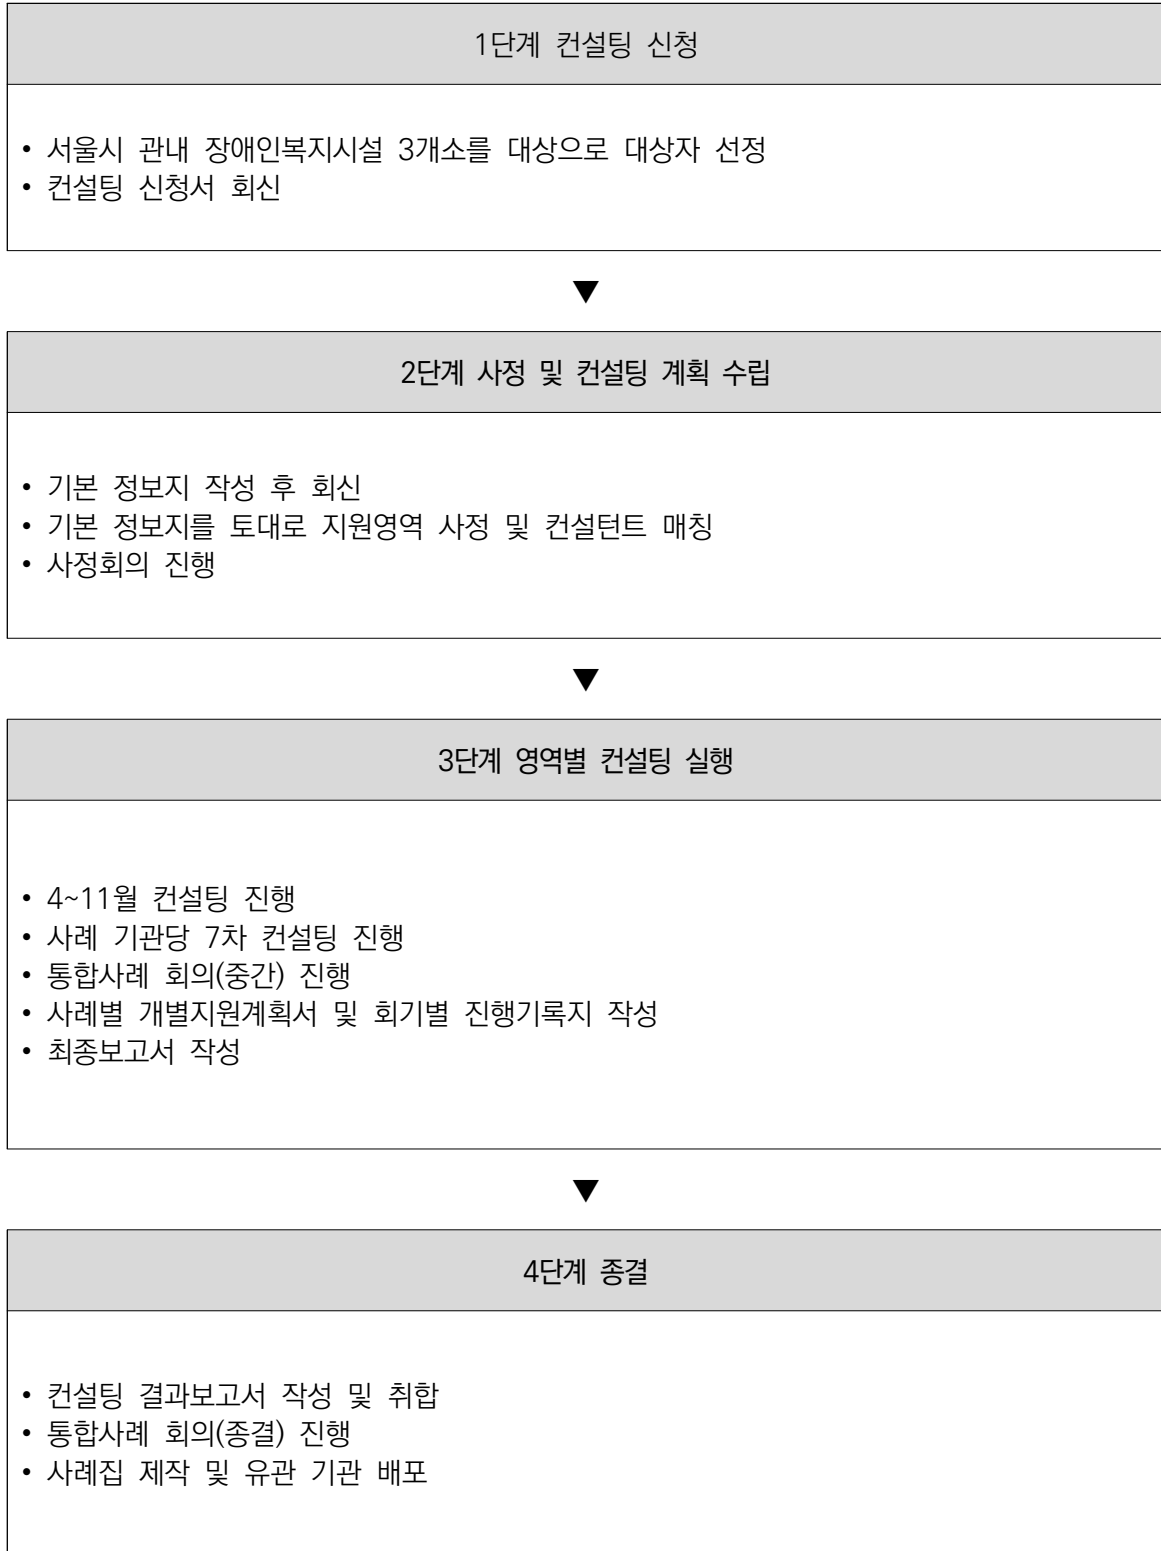 1단계 컨설팅 신청
• 서울시 관내 장애인복지시설 3개소를 대상으로 대상자 선정
• 컨설팅 신청서 회신
▼
2단계 사정 및 컨설팅 계획 수립
• 기본 정보지 작성 후 회신
• 기본 정보지를 토대로 지원영역 사정 및 컨설턴트 매칭
• 사정회의 진행
▼
3단계 영역별 컨설팅 실행
• 4~11월 컨설팅 진행
• 사례 기관당 7차 컨설팅 진행
• 통합사례 회의(중간) 진행
• 사례별 개별지원계획서 및 회기별 진행기록지 작성
• 최종보고서 작성
▼
4단계 종결
• 컨설팅 결과보고서 작성 및 취합
• 통합사례 회의(종결) 진행
• 사례집 제작 및 유관 기관 배포